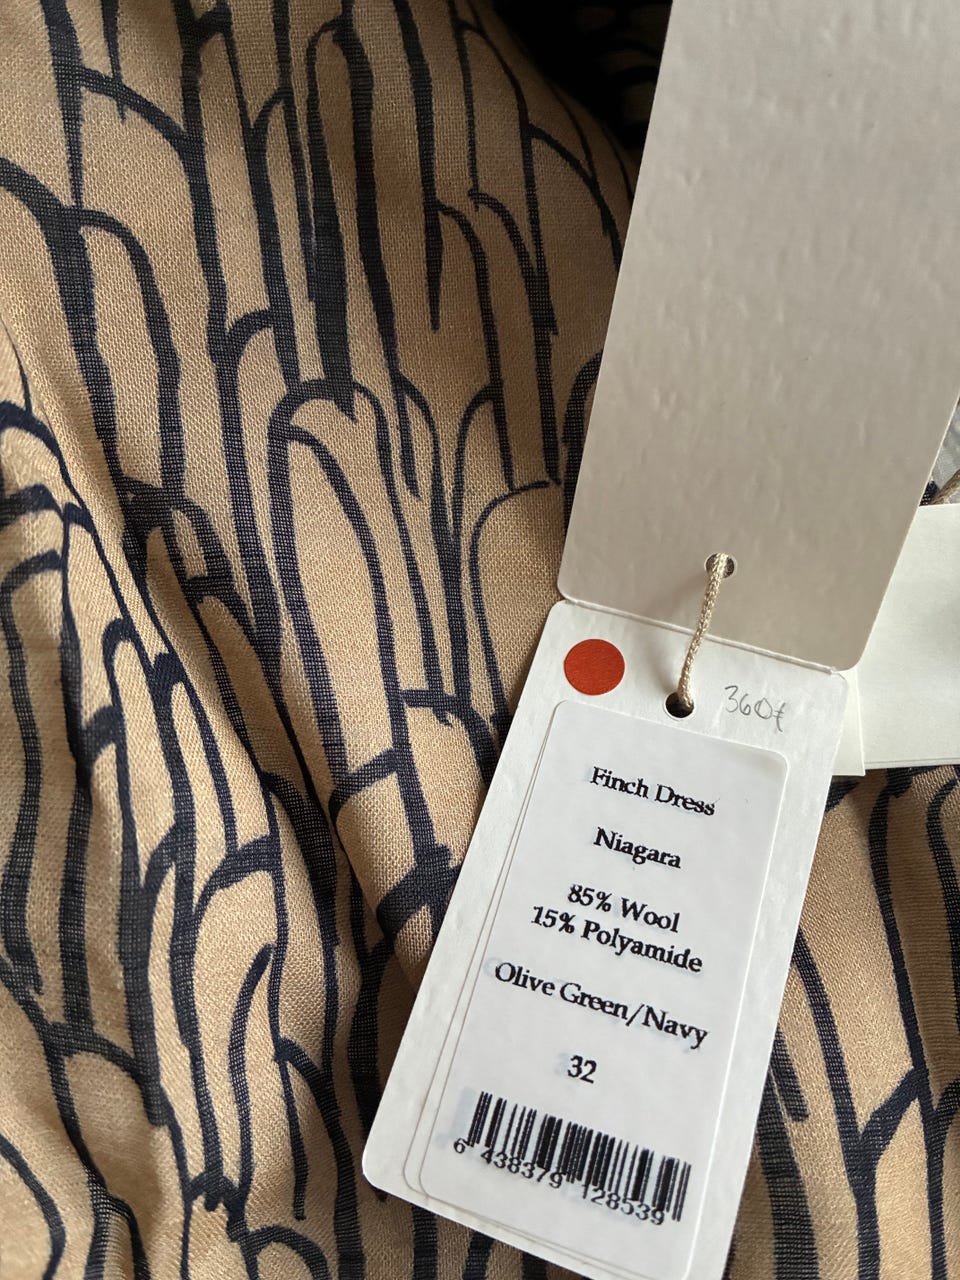 360€
Finch Dress
Niagara
85% Wool
15% Polyamide
Olive Green/Navy
32
6 438379 128539